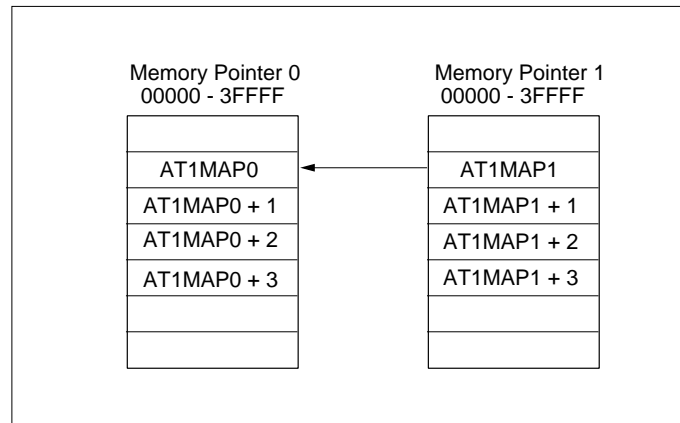 Memory Pointer 0
00000 - 3FFFF
AT1MAP0
AT1MAP0 + 1
AT1MAP0 + 2
AT1MAP0 + 3
Memory Pointer 1
00000 - 3FFFF
AT1MAP1
AT1MAP1 + 1
AT1MAP1 + 2
AT1MAP1 + 3